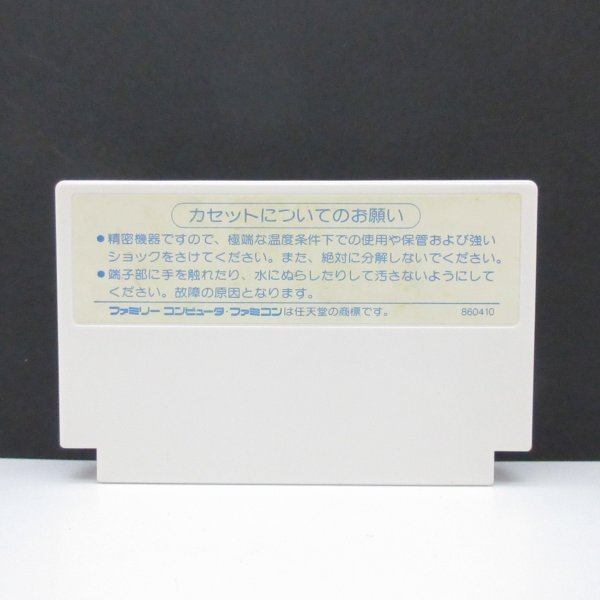 カセットについてのお願い
●精密機器ですので、極端な温度条件下での使用や保管および強い
ショックをさけてください。また、絶対に分解しないでください。
●端子部に手を触れたり、水にぬらしたりして汚さないようにして
ください。故障の原因となります。
ファミリーコンピュータ・ファミコンは任天堂の商標です。 860410